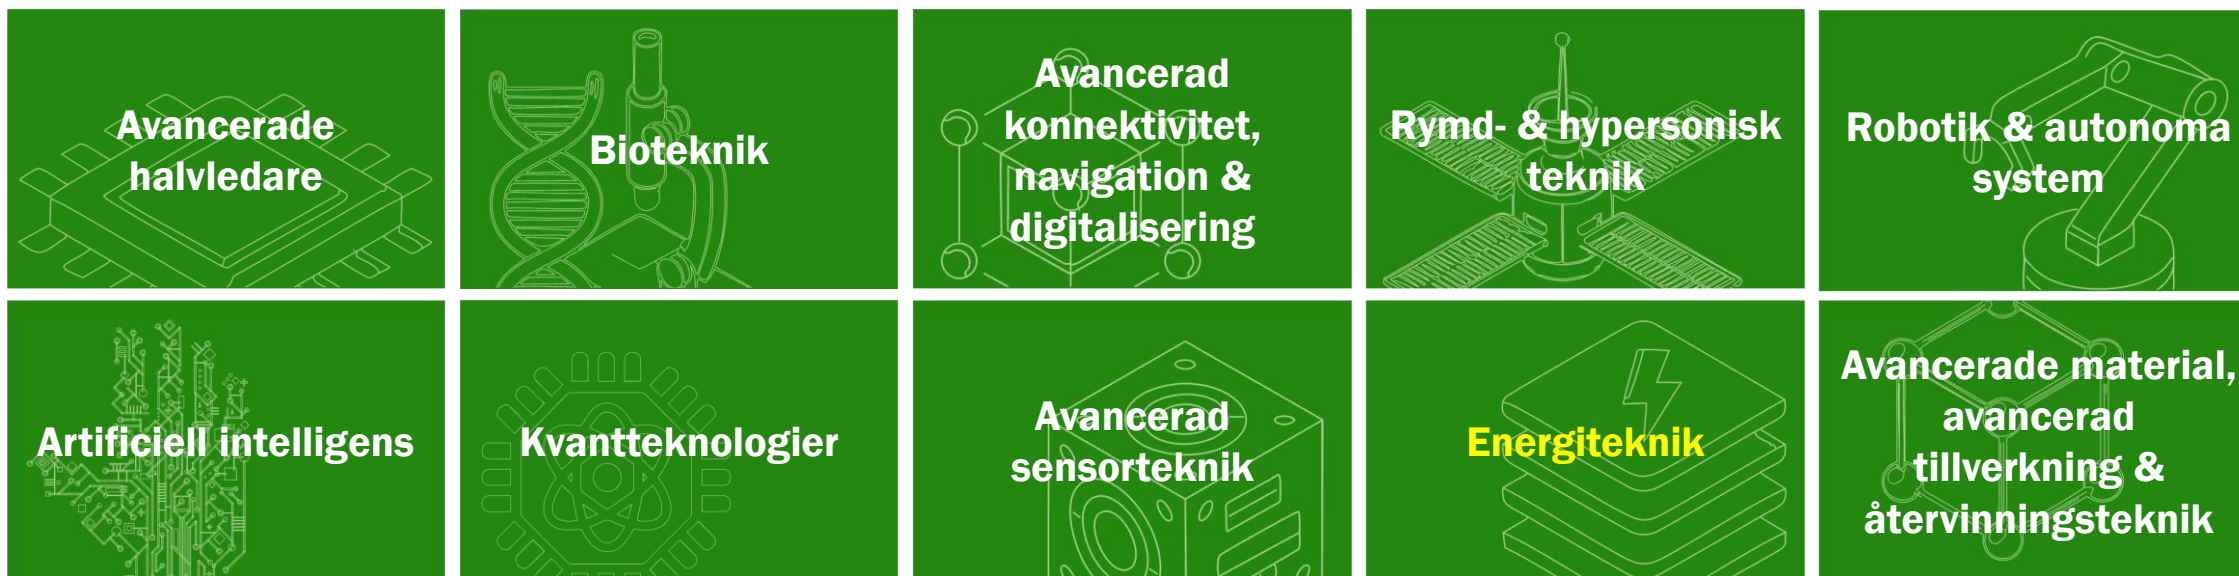 Avancerade
halvledare
Bioteknik
Avancerad
konnektivitet,
navigation &
digitalisering
Rymd- & hypersonisk
teknik
Robotik & autonoma
system
Artificiell intelligens
Kvantteknologier
Avancerad
sensorteknik
Energiteknik
Avancerade material,
avancerad
tillverkning &
återvinningsteknik